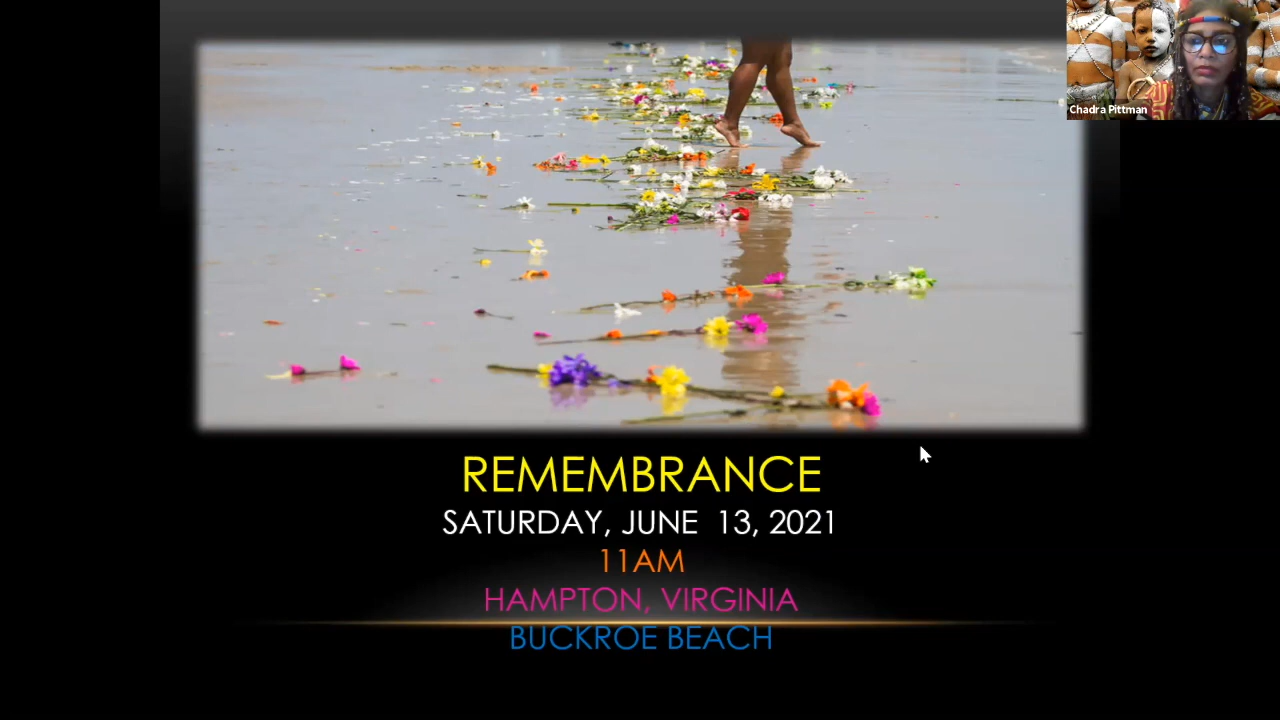 Chadra Pittman
REMEMBRANCE
SATURDAY, JUNE 13, 2021
11AM
HAMPTON, VIRGINIA
BUCKROE BEACH